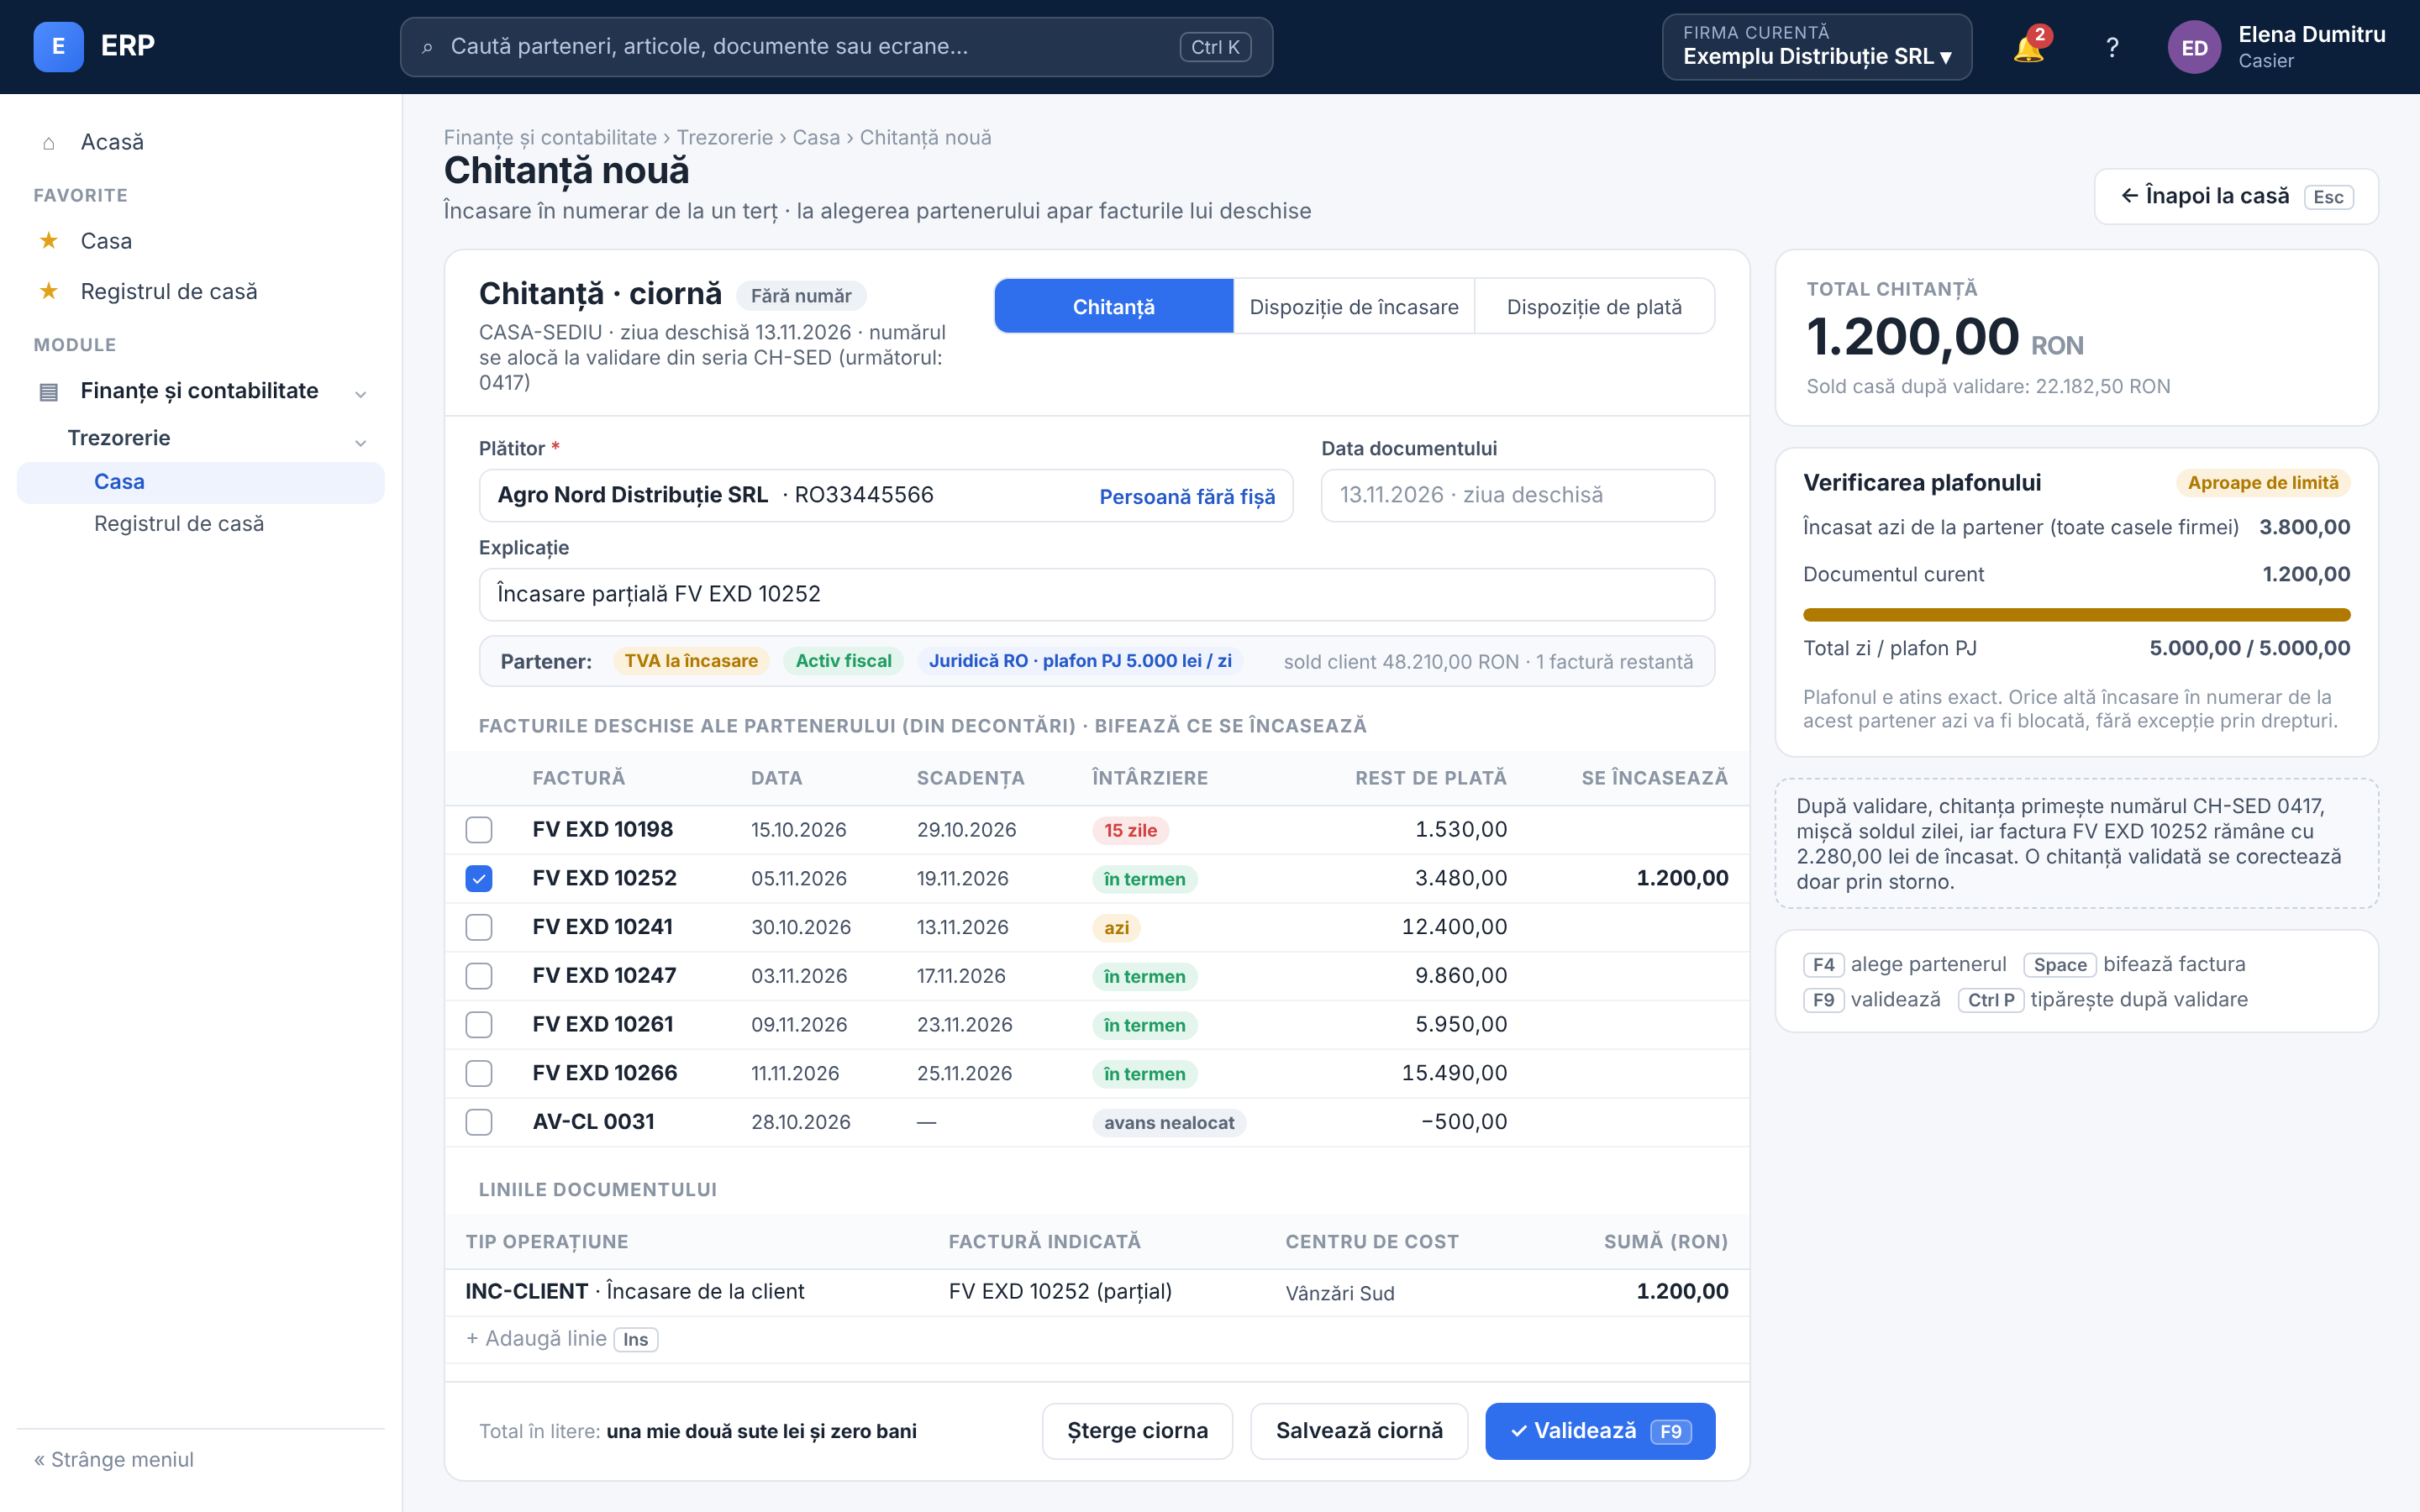 E ERP
Caută parteneri, articole, documente sau ecrane... Ctrl K
FIRMA CURENTĂ
Exemplu Distribuție SRL ▾
2
?
ED
Elena Dumitru
Casier
Acasă
FAVORITE
★ Casa
★ Registrul de casă
MODULE
Finanțe și contabilitate
Trezorerie
Casa
Registrul de casă
« Strânge meniul
Finanțe și contabilitate › Trezorerie › Casa › Chitanță nouă
Chitanță nouă
Încasare în numerar de la un terț · la alegerea partenerului apar facturile lui deschise
← Înapoi la casă Esc
Chitanță · ciornă Fără număr
CASA-SEDIU · ziua deschisă 13.11.2026 · numărul
se alocă la validare din seria CH-SED (următorul:
0417)
Chitanță Dispoziție de încasare Dispoziție de plată
Plătitor *
Agro Nord Distribuție SRL · RO33445566 Persoană fără fișă
Data documentului
13.11.2026 · ziua deschisă
Explicație
Încasare parțială FV EXD 10252
Partener: TVA la încasare Activ fiscal Juridică RO · plafon PJ 5.000 lei / zi sold client 48.210,00 RON · 1 factură restantă
FACTURILE DESCHISE ALE PARTENERULUI (DIN DECONTĂRI) · BIFEAZĂ CE SE ÎNCASEAZĂ
FACTURĂ DATA SCADENȚA ÎNTÂRZIERE REST DE PLATĂ SE ÎNCASEAZĂ
FV EXD 10198 15.10.2026 29.10.2026 15 zile 1.530,00
FV EXD 10252 05.11.2026 19.11.2026 în termen 3.480,00 1.200,00
FV EXD 10241 30.10.2026 13.11.2026 azi 12.400,00
FV EXD 10247 03.11.2026 17.11.2026 în termen 9.860,00
FV EXD 10261 09.11.2026 23.11.2026 în termen 5.950,00
FV EXD 10266 11.11.2026 25.11.2026 în termen 15.490,00
AV-CL 0031 28.10.2026 — avans nealocat −500,00
LINIILE DOCUMENTULUI
TIP OPERAȚIUNE FACTURĂ INDICATĂ CENTRU DE COST SUMĂ (RON)
INC-CLIENT · Încasare de la client FV EXD 10252 (parțial) Vânzări Sud 1.200,00
+ Adaugă linie Ins
Total în litere: una mie două sute lei și zero bani
Șterge ciorna Salvează ciornă ✓ Validează F9
TOTAL CHITANȚĂ
1.200,00 RON
Sold casă după validare: 22.182,50 RON
Verificarea plafonului Aproape de limită
Încasat azi de la partener (toate casele firmei) 3.800,00
Documentul curent 1.200,00
Total zi / plafon PJ 5.000,00 / 5.000,00
Plafonul e atins exact. Orice altă încasare în numerar de la
acest partener azi va fi blocată, fără excepție prin drepturi.
După validare, chitanța primește numărul CH-SED 0417,
mișcă soldul zilei, iar factura FV EXD 10252 rămâne cu
2.280,00 lei de încasat. O chitanță validată se corectează
doar prin storno.
F4 alege partenerul Space bifează factura
F9 validează Ctrl P tipărește după validare